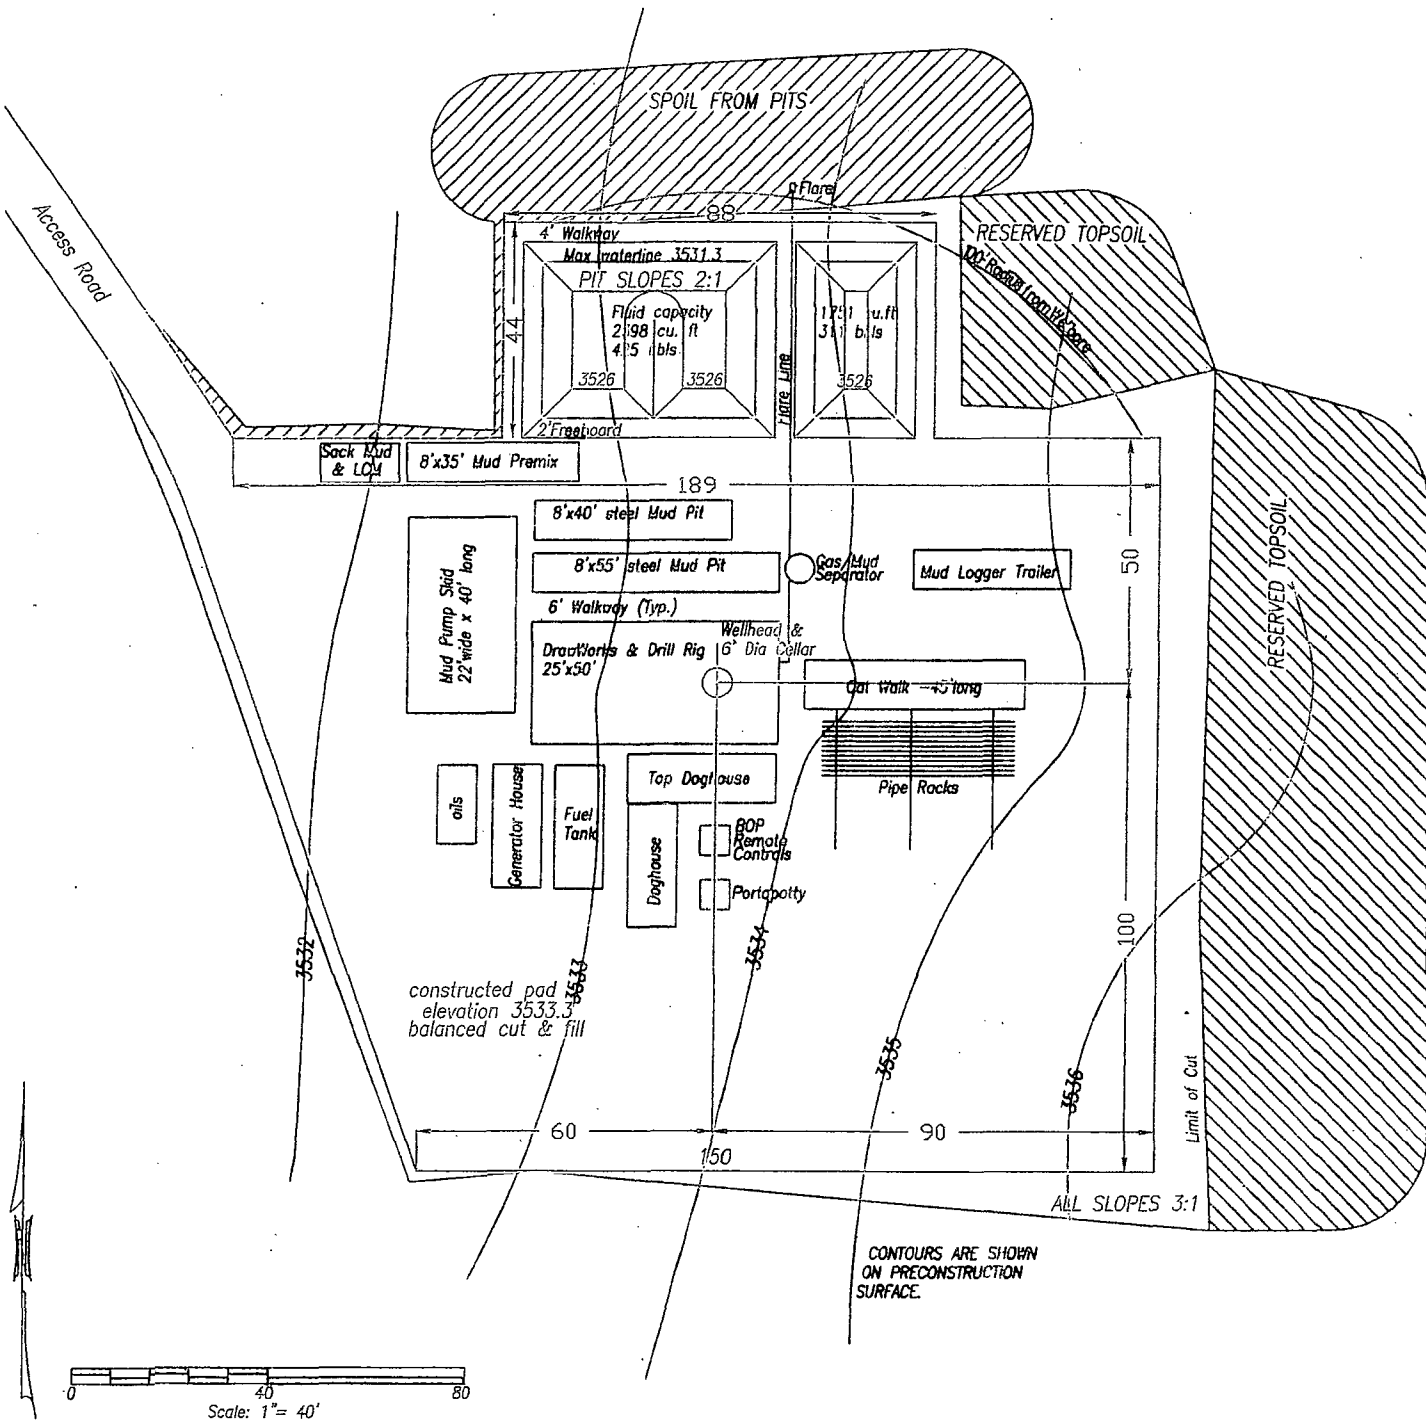 SPOIL FROM PITS
Flare
88
Access Road
4' Walkway
Max waterline 3531.3
PIT SLOPES 2:1
RESERVED TOPSOIL
100' Radius from
44
Fluid capacity
cu. ft
bls
3526
3526
3526
Flare Line
2' Freeboard
Sack Mud
& LCM
8'x35' Mud Premix
189
8'x40' steel Mud Pit
8'x55' steel Mud Pit
Gas/Mud
Separator
Mud Logger Trailer
50
RESERVED TOPSOIL
Mud Pump Skid
22'wide x 40' long
6' Walkway (Typ.)
Wellhead &
6' Dia Cellar
DrawWorks & Drill Rig
25'x50'
Cat Walk -45'long
Top Doghouse
Pipe Racks
oils
Generator House
Fuel
Tank
Doghouse
BOP
Remote
Controls
Portapotty
100
3532
3533
3534
constructed pad
elevation 3533.3
balanced cut & fill
3535
3536
Limit of Cut
60
90
150
ALL SLOPES 3:1
CONTOURS ARE SHOWN
ON PRECONSTRUCTION
SURFACE.
0
40
80
Scale: 1"= 40'